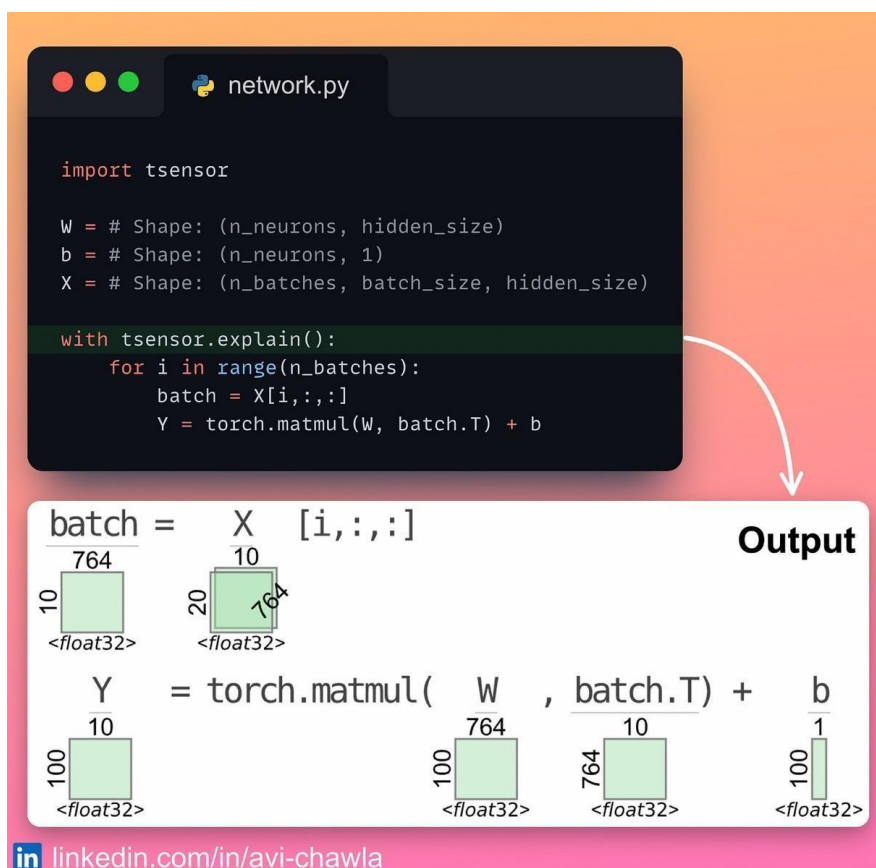 network.py
import tsensor
W = # Shape: (n_neurons, hidden_size)
b = # Shape: (n_neurons, 1)
X = # Shape: (n_batches, batch_size, hidden_size)
with tsensor.explain():
    for i in range(n_batches):
        batch = X[i,:,:]
        Y = torch.matmul(W, batch.T) + b
batch = X [i,:,:]
Output
764 10
10 20 764
<float32> <float32>
Y = torch.matmul( W , batch.T) + b
10 764 10 1
100 100 764 100
<float32> <float32> <float32> <float32>
in linkedin.com/in/avi-chawla